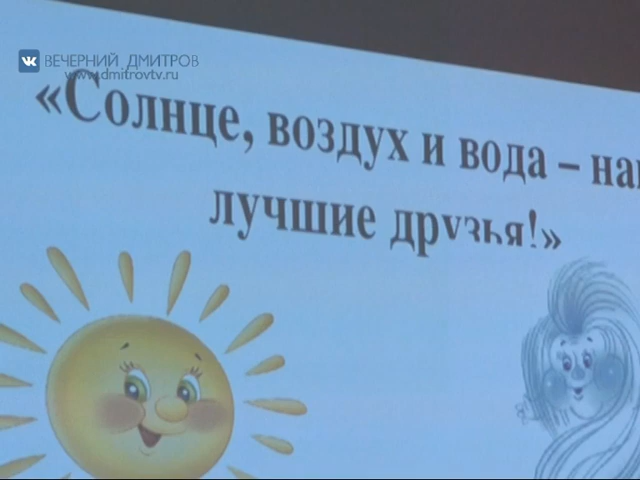 ВЕЧЕРНИЙ ДМИТРОВ
www.dmitrovtv.ru
«Солнце, воздух и вода –
лучшие друзья!»